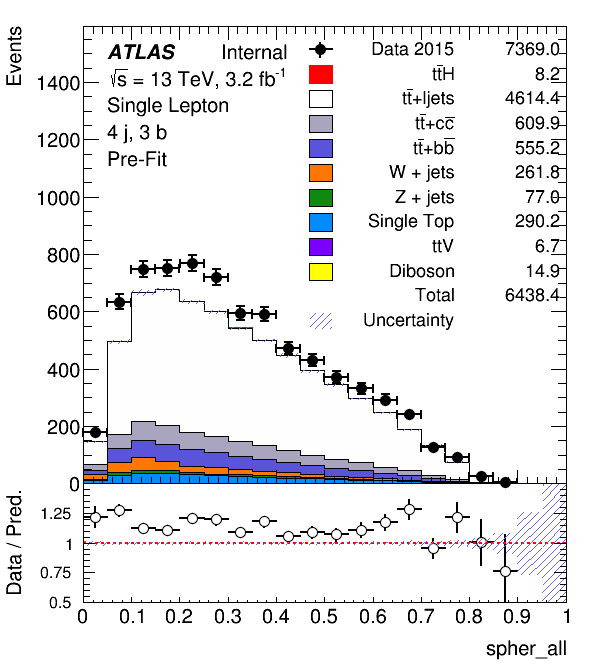 Events
ATLAS Internal
√s = 13 TeV, 3.2 fb⁻¹
Single Lepton
4 j, 3 b
Pre-Fit
Data 2015 7369.0
tt̄H 8.2
tt̄+ljets 4614.4
tt̄+cc̄ 609.9
tt̄+bb̄ 555.2
W + jets 261.8
Z + jets 77.0
Single Top 290.2
ttV 6.7
Diboson 14.9
Total 6438.4
Uncertainty
1400
1200
1000
800
600
400
200
0
Data / Pred.
1.25
1
0.75
0.5
0 0.1 0.2 0.3 0.4 0.5 0.6 0.7 0.8 0.9 1
spher_all